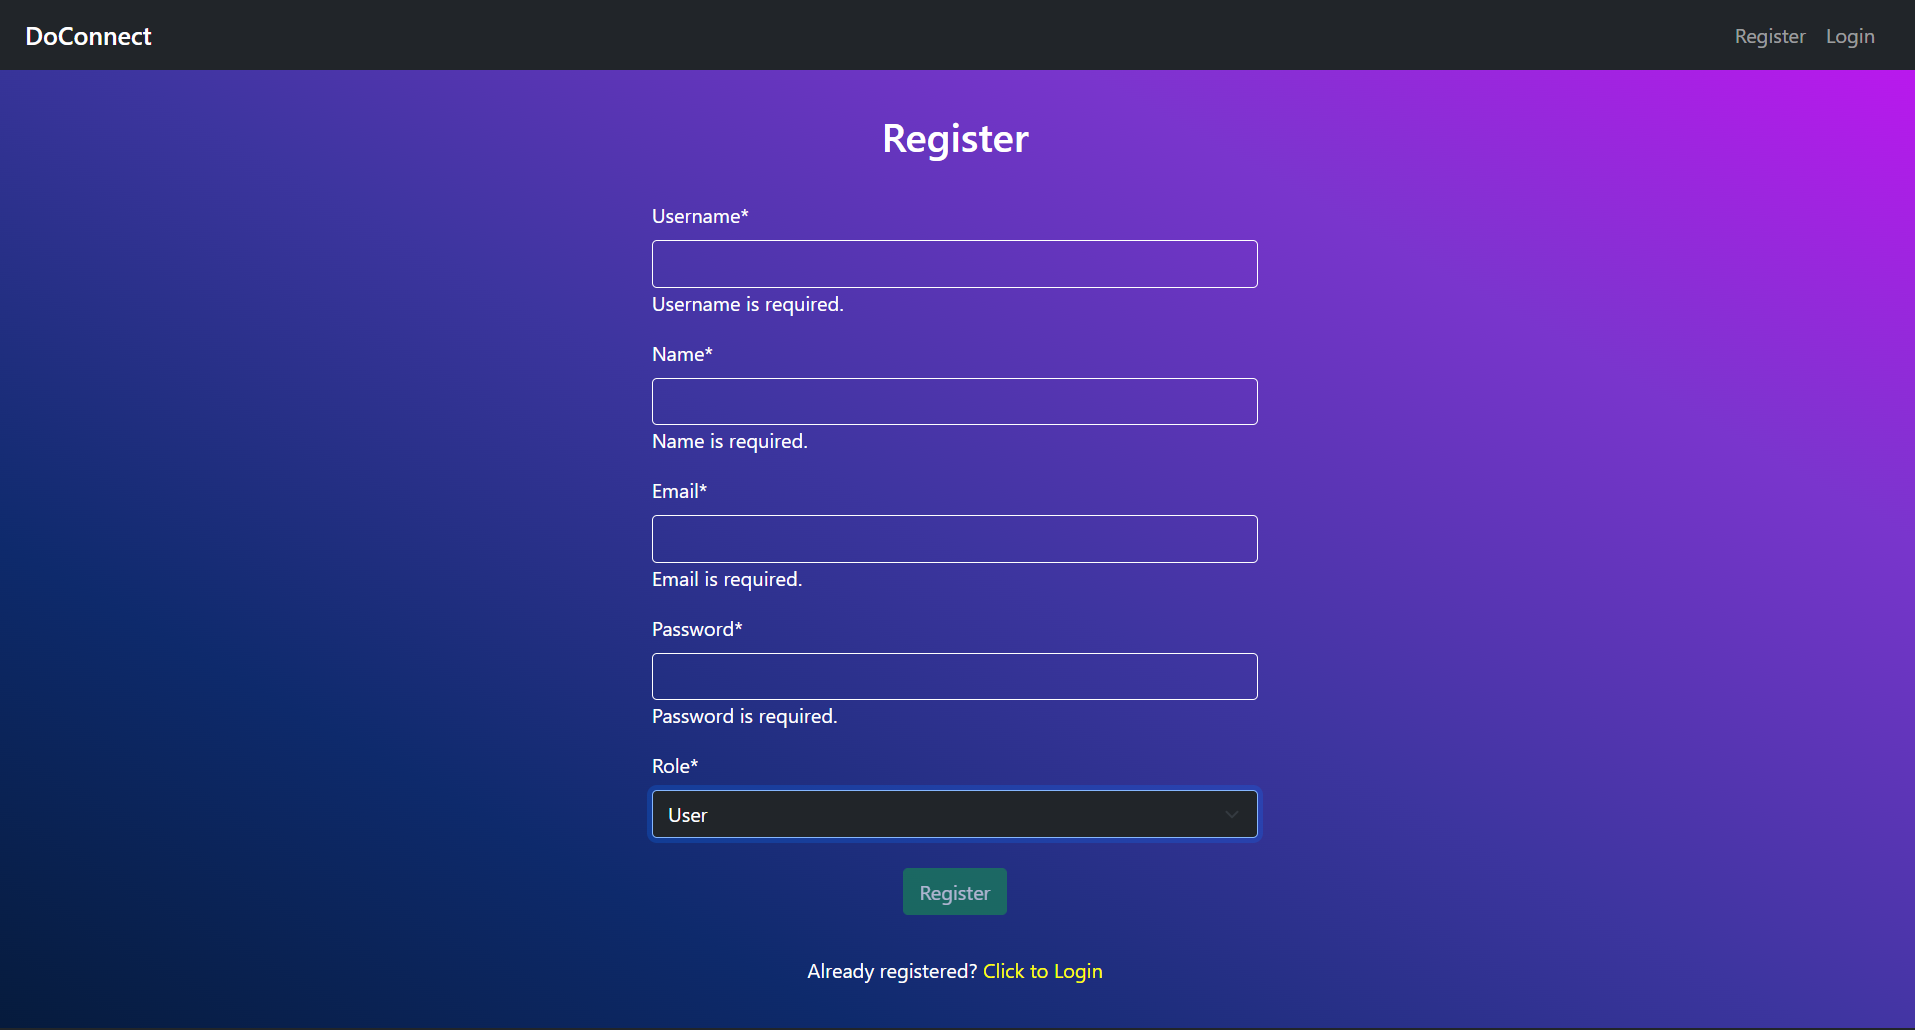 DoConnect
Register Login
Register
Username*
Username is required.
Name*
Name is required.
Email*
Email is required.
Password*
Password is required.
Role*
User
Register
Already registered? Click to Login